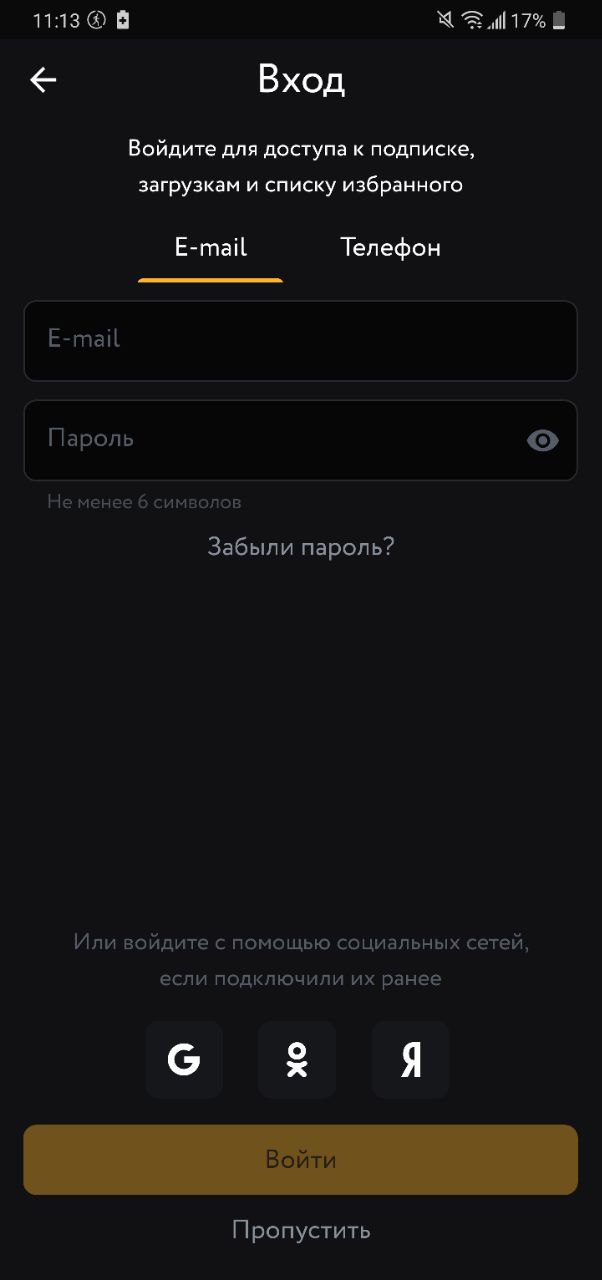 11:13
17%
Вход
Войдите для доступа к подписке,
загрузкам и списку избранного
E-mail
Телефон
E-mail
Пароль
Не менее 6 символов
Забыли пароль?
Или войдите с помощью социальных сетей,
если подключили их ранее
G
Я
Войти
Пропустить